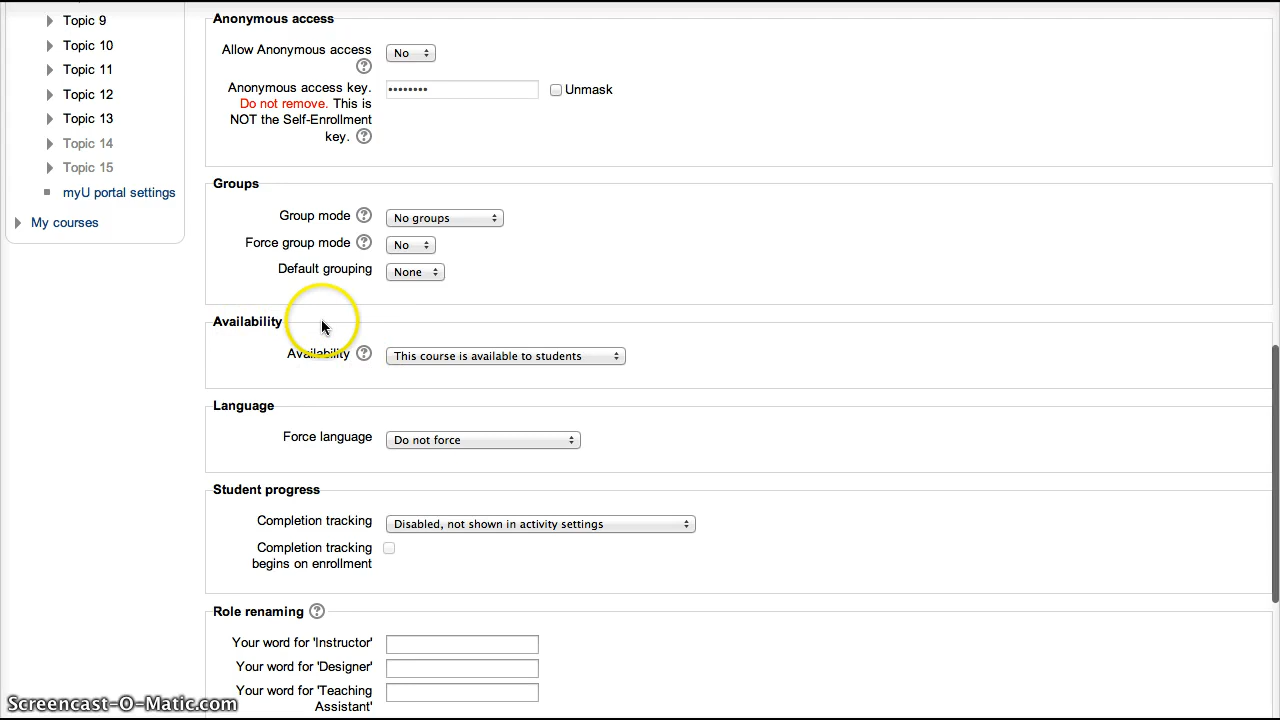 Topic 9
Topic 10
Topic 11
Topic 12
Topic 13
Topic 14
Topic 15
myU portal settings
My courses
Anonymous access
Allow Anonymous access
No
Anonymous access key.
Do not remove. This is
NOT the Self-Enrollment
key.
•••••••• Unmask
Groups
Group mode No groups
Force group mode No
Default grouping None
Availability
Availability This course is available to students
Language
Force language Do not force
Student progress
Completion tracking Disabled, not shown in activity settings
Completion tracking
begins on enrollment
Role renaming
Your word for 'Instructor'
Your word for 'Designer'
Your word for 'Teaching
Assistant'
Screencast-O-Matic.com